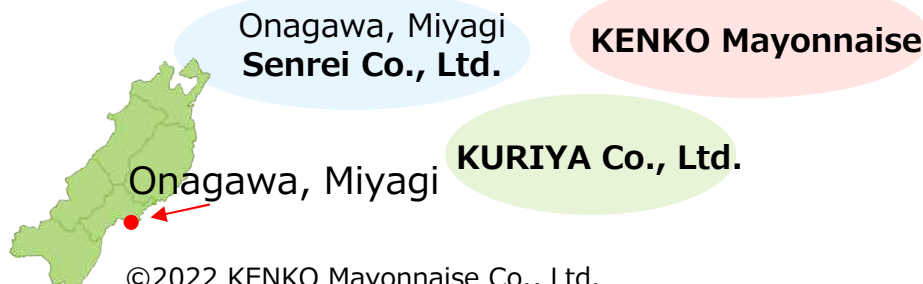 Onagawa, Miyagi
Senrei Co., Ltd.
KENKO Mayonnaise
KURIYA Co., Ltd.
Onagawa, Miyagi
©2022 KENKO Mayonnaise Co., Ltd.